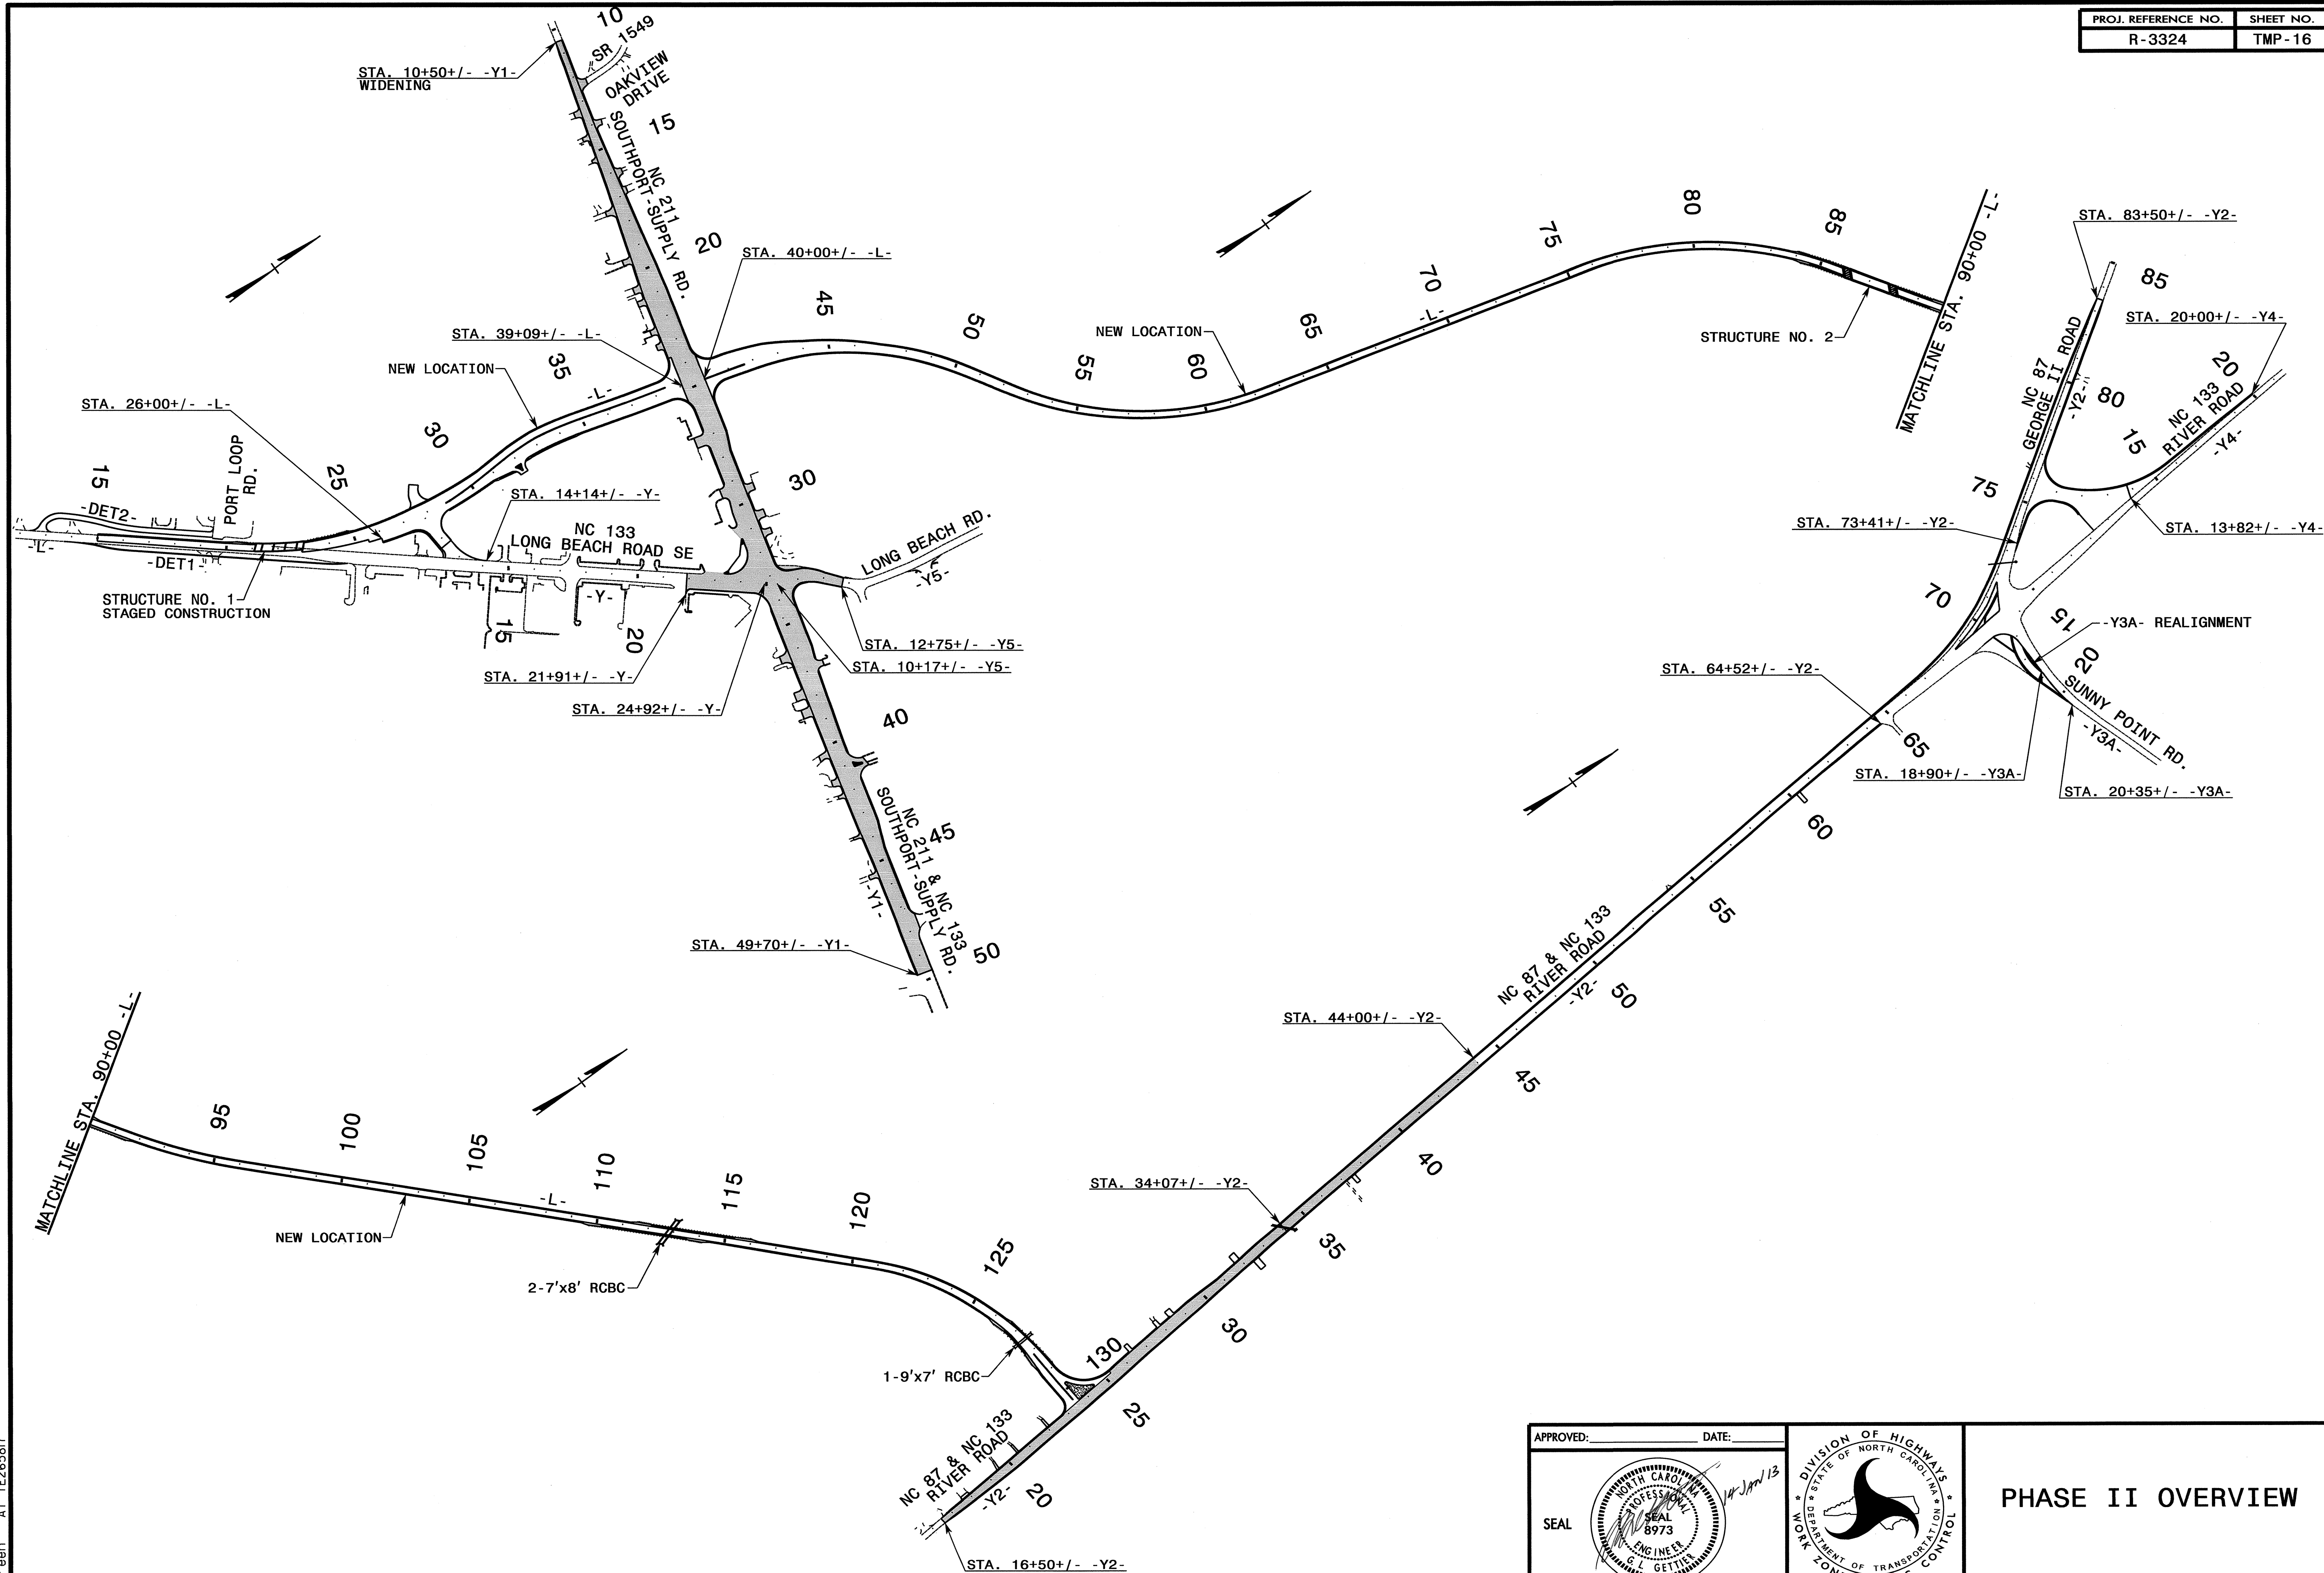 PROJ. REFERENCE NO.
SHEET NO.
R-3324
TMP-16
10
SR 1549
OAKVIEW
DRIVE
STA. 10+50+/- -Y1-
WIDENING
15
NC 211
SOUTHPORT-SUPPLY RD.
20
STA. 40+00+/- -L-
STA. 39+09+/- -L-
NEW LOCATION
35
-L-
STA. 26+00+/- -L-
30
25
PORT LOOP
RD.
15
-DET2-
-L-
-DET1-
STRUCTURE NO. 1
STAGED CONSTRUCTION
STA. 14+14+/- -Y-
NC 133
LONG BEACH ROAD SE
-Y-
15
20
STA. 21+91+/- -Y-
STA. 24+92+/- -Y-
30
LONG BEACH RD.
-Y5-
STA. 12+75+/- -Y5-
STA. 10+17+/- -Y5-
40
NC 211 & NC 133
SOUTHPORT-SUPPLY RD.
45
-Y1-
50
STA. 49+70+/- -Y1-
45
50
55
60
NEW LOCATION
65
70
-L-
75
80
85
STRUCTURE NO. 2
MATCHLINE STA. 90+00 -L-
STA. 83+50+/- -Y2-
85
STA. 20+00+/- -Y4-
NC 87
GEORGE II ROAD
-Y2-
80
20
NC 133
RIVER ROAD
-Y4-
15
75
STA. 73+41+/- -Y2-
STA. 13+82+/- -Y4-
70
15
-Y3A- REALIGNMENT
20
SUNNY POINT RD.
-Y3A-
STA. 64+52+/- -Y2-
65
STA. 18+90+/- -Y3A-
STA. 20+35+/- -Y3A-
60
55
NC 87 & NC 133
RIVER ROAD
-Y2-
50
STA. 44+00+/- -Y2-
45
40
STA. 34+07+/- -Y2-
35
30
25
MATCHLINE STA. 90+00 -L-
95
100
105
110
-L-
115
120
125
130
NEW LOCATION
2-7'x8' RCBC
1-9'x7' RCBC
NC 87 & NC 133
RIVER ROAD
-Y2-
20
STA. 16+50+/- -Y2-
APPROVED:
DATE:
SEAL
NORTH CAROLINA
PROFESSIONAL
SEAL
8973
ENGINEER
G. L. GETTIER
14 JAN 13
DIVISION OF HIGHWAYS
STATE OF NORTH CAROLINA
DEPARTMENT OF TRANSPORTATION
WORK
CONTROL
PHASE II OVERVIEW